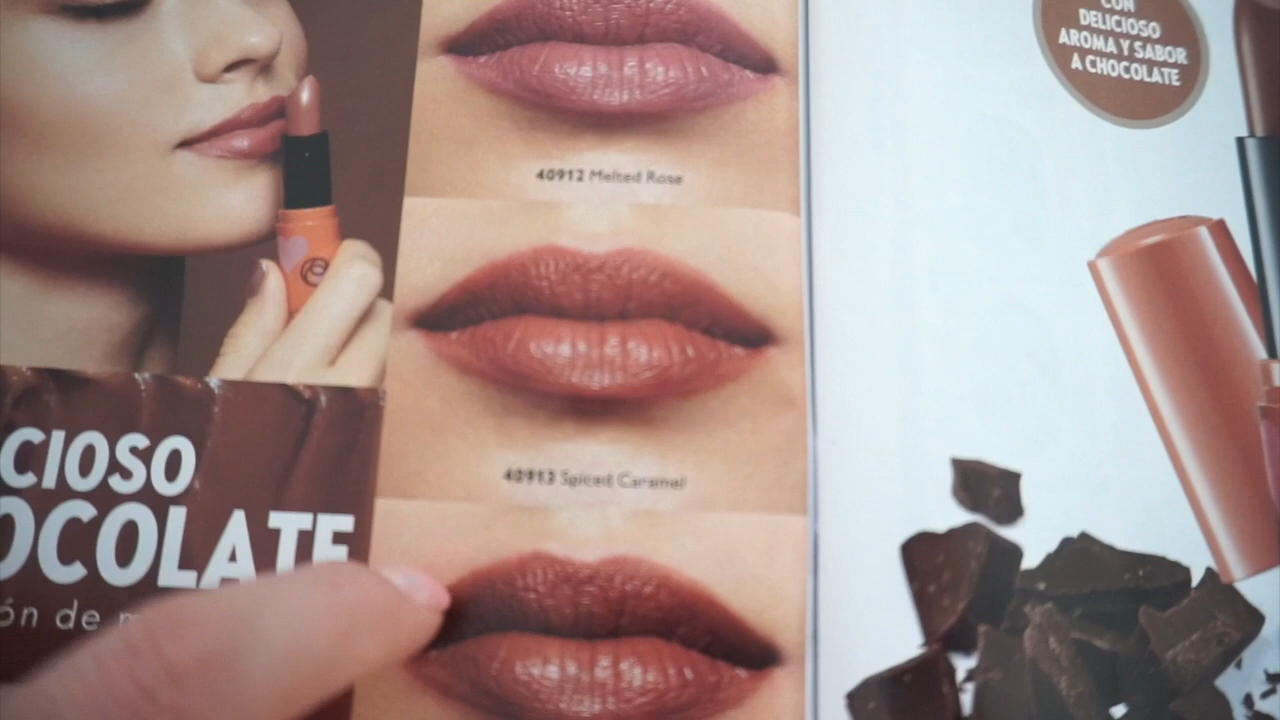 CIOSO
OCOLATE
ón de m
40912 Melted Rose
40913 Spiced Caramel
CON
DELICIOSO
AROMA Y SABOR
A CHOCOLATE